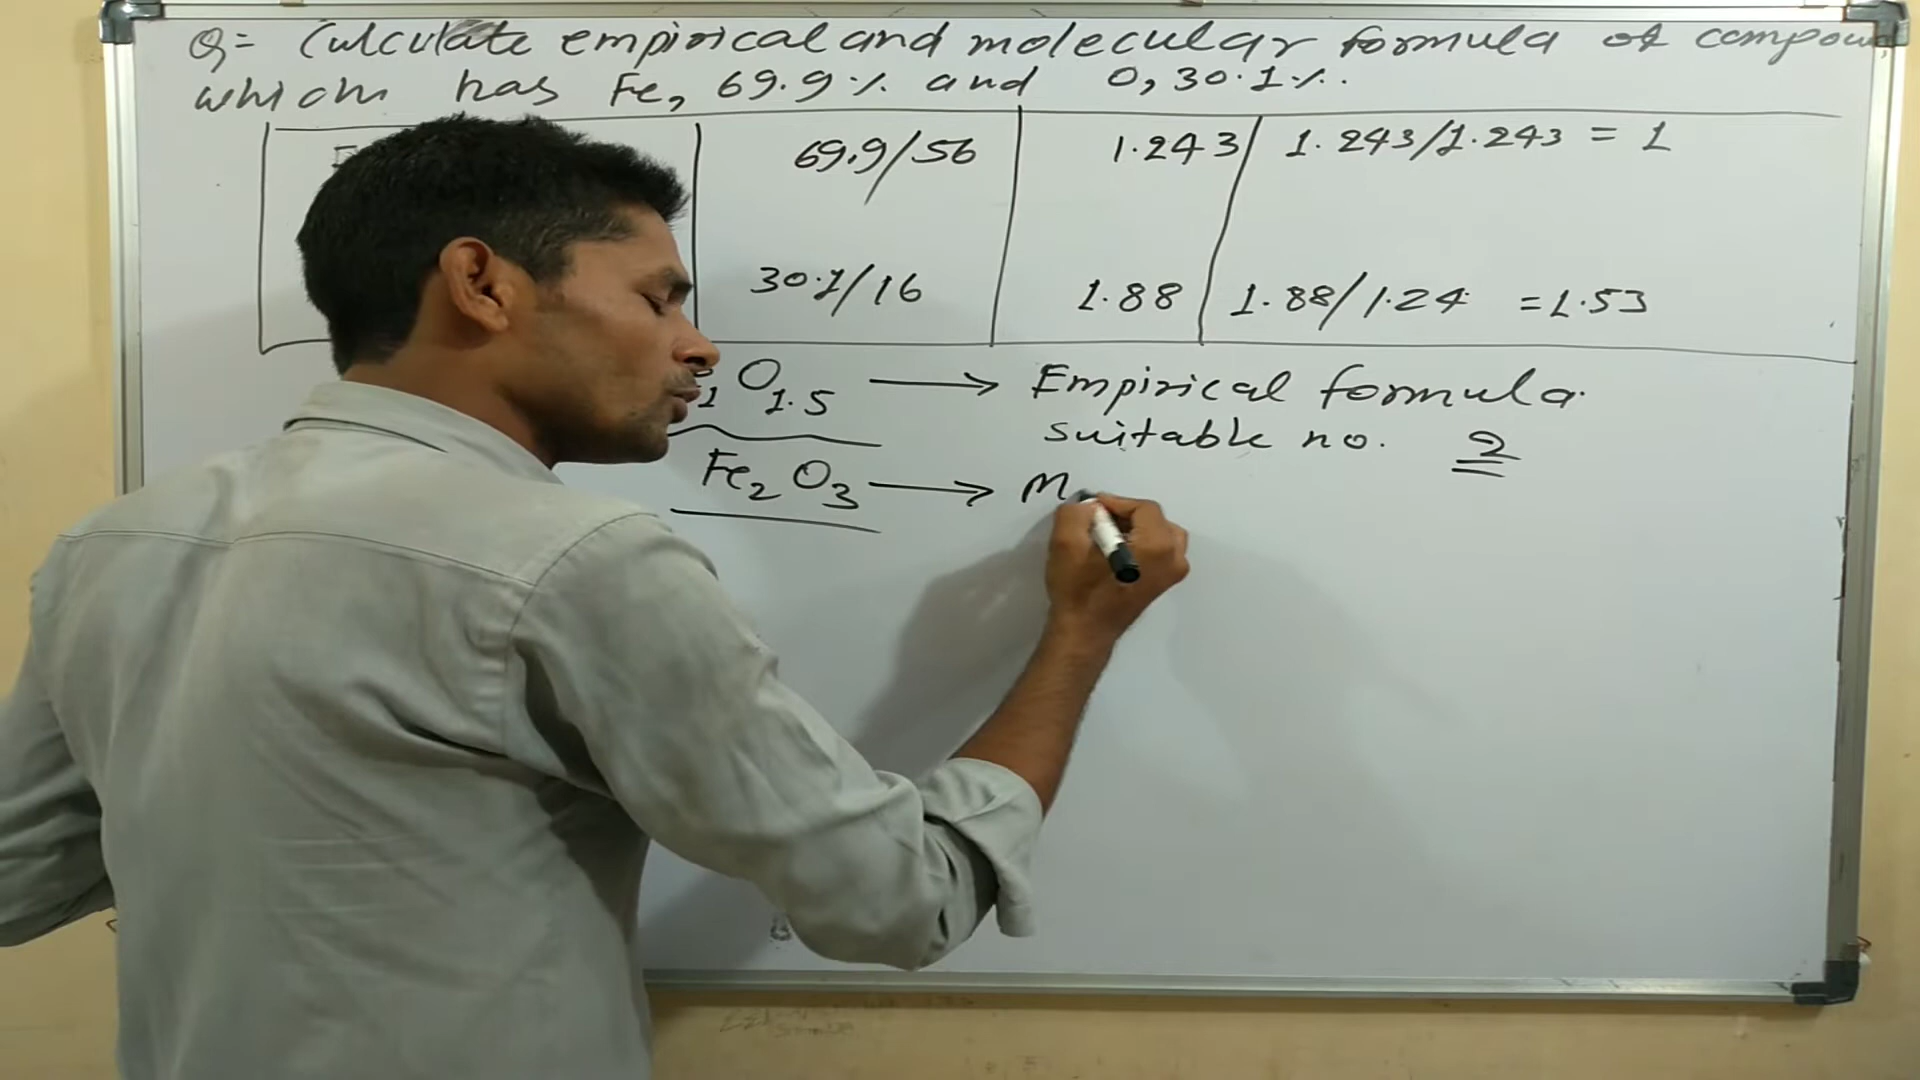 Q= Calculate empirical and molecular formula of compoun
which has Fe, 69.9% and O, 30.1%.
69.9/56 1.243 1.243/1.243 = 1
30.1/16 1.88 1.88/1.24 =1.53
1 O1.5 → Empirical formula.
suitable no. 2
Fe2O3 → M